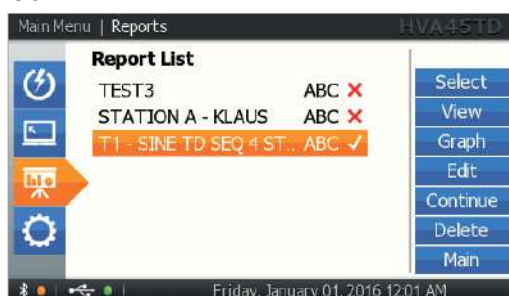 Main Menu | Reports HVA45TD
Report List
TEST3 ABC ✗
STATION A - KLAUS ABC ✗
T1 - SINE TD SEQ 4 ST.. ABC ✓
Select
View
Graph
Edit
Continue
Delete
Main
Friday, January 01, 2016 12:01 AM